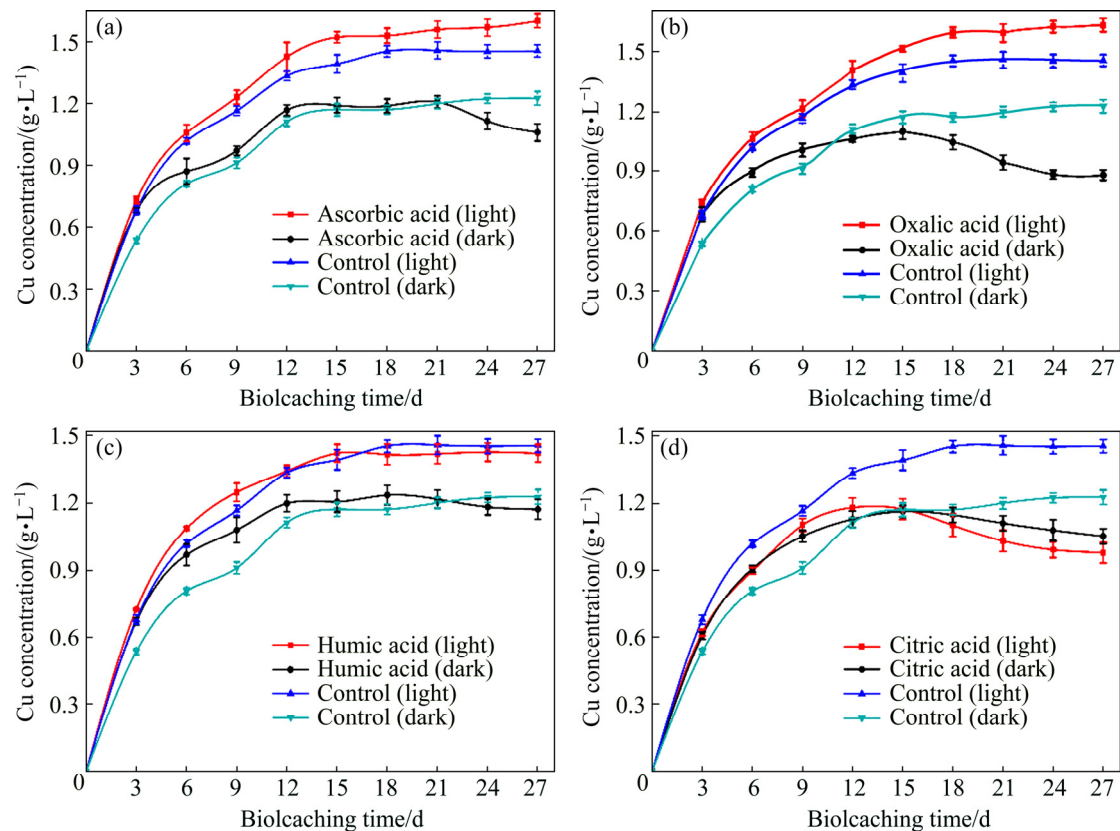 (a)
Cu concentration/(g•L⁻¹)
1.5
1.2
0.9
0.6
0.3
0
Ascorbic acid (light)
Ascorbic acid (dark)
Control (light)
Control (dark)
3 6 9 12 15 18 21 24 27
Biolcaching time/d
(b)
Cu concentration/(g•L⁻¹)
1.5
1.2
0.9
0.6
0.3
0
Oxalic acid (light)
Oxalic acid (dark)
Control (light)
Control (dark)
3 6 9 12 15 18 21 24 27
Biolcaching time/d
(c)
Cu concentration/(g•L⁻¹)
1.5
1.2
0.9
0.6
0.3
0
Humic acid (light)
Humic acid (dark)
Control (light)
Control (dark)
3 6 9 12 15 18 21 24 27
Biolcaching time/d
(d)
Cu concentration/(g•L⁻¹)
1.5
1.2
0.9
0.6
0.3
0
Citric acid (light)
Citric acid (dark)
Control (light)
Control (dark)
3 6 9 12 15 18 21 24 27
Biolcaching time/d